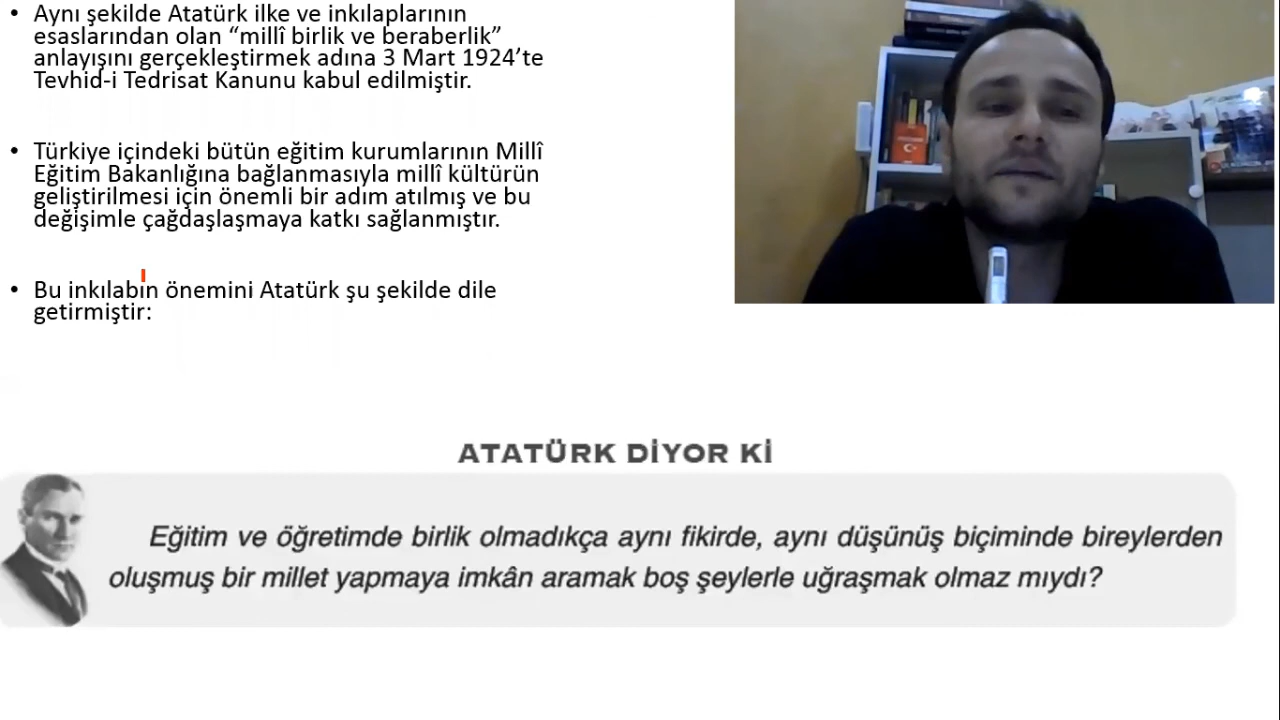 • Aynı şekilde Atatürk ilke ve inkılaplarının
esaslarından olan “millî birlik ve beraberlik”
anlayışını gerçekleştirmek adına 3 Mart 1924’te
Tevhid-i Tedrisat Kanunu kabul edilmiştir.
• Türkiye içindeki bütün eğitim kurumlarının Millî
Eğitim Bakanlığına bağlanmasıyla millî kültürün
geliştirilmesi için önemli bir adım atılmış ve bu
değişimle çağdaşlaşmaya katkı sağlanmıştır.
• Bu inkılabın önemini Atatürk şu şekilde dile
getirmiştir:
ATATÜRK DİYOR Kİ
Eğitim ve öğretimde birlik olmadıkça aynı fikirde, aynı düşünüş biçiminde bireylerden
oluşmuş bir millet yapmaya imkân aramak boş şeylerle uğraşmak olmaz mıydı?